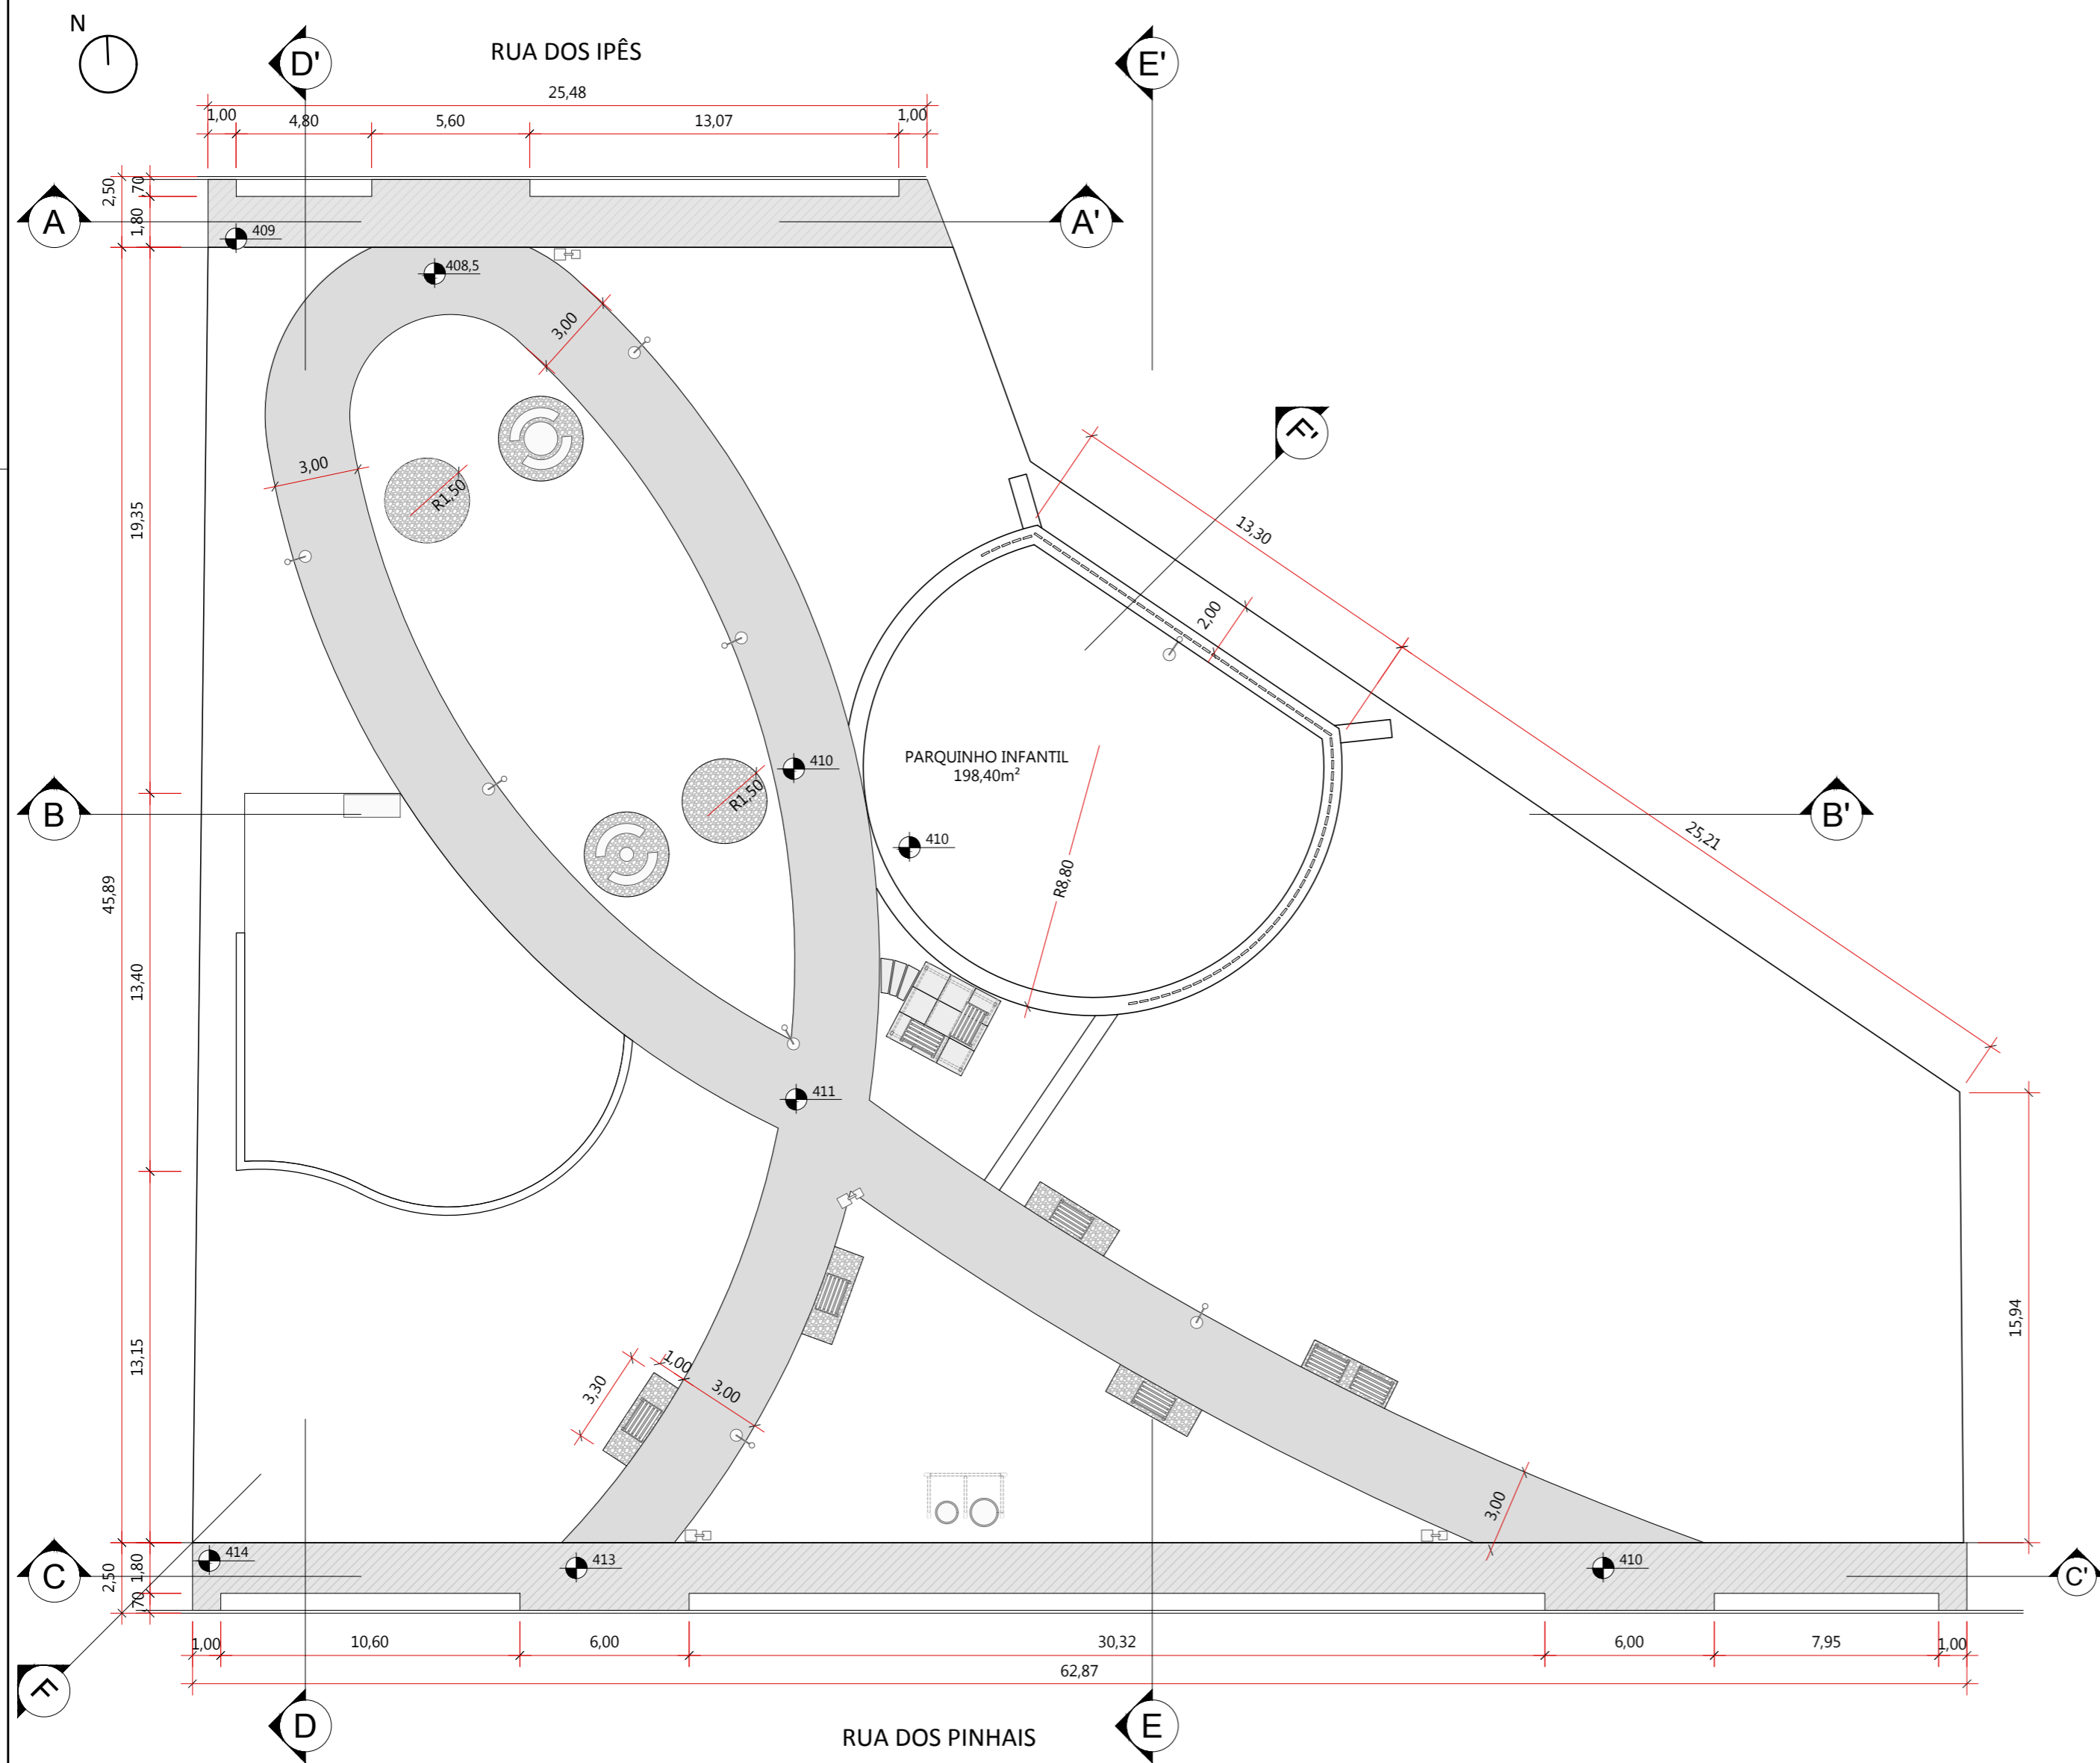 N
D'
RUA DOS IPÊS
E'
25,48
1,00
4,80
5,60
13,07
1,00
2,50
,70
1,80
A
A'
409
408,5
3,00
F'
3,00
R1,50
13,30
19,35
2,00
PARQUINHO INFANTIL
198,40m²
410
R1,50
B
B'
25,21
410
R8,80
45,89
13,40
411
15,94
13,15
1,00
3,00
3,30
3,00
414
413
410
C
C'
2,50
1,80
,70
1,00
10,60
6,00
30,32
6,00
7,95
1,00
62,87
F
D
E
RUA DOS PINHAIS